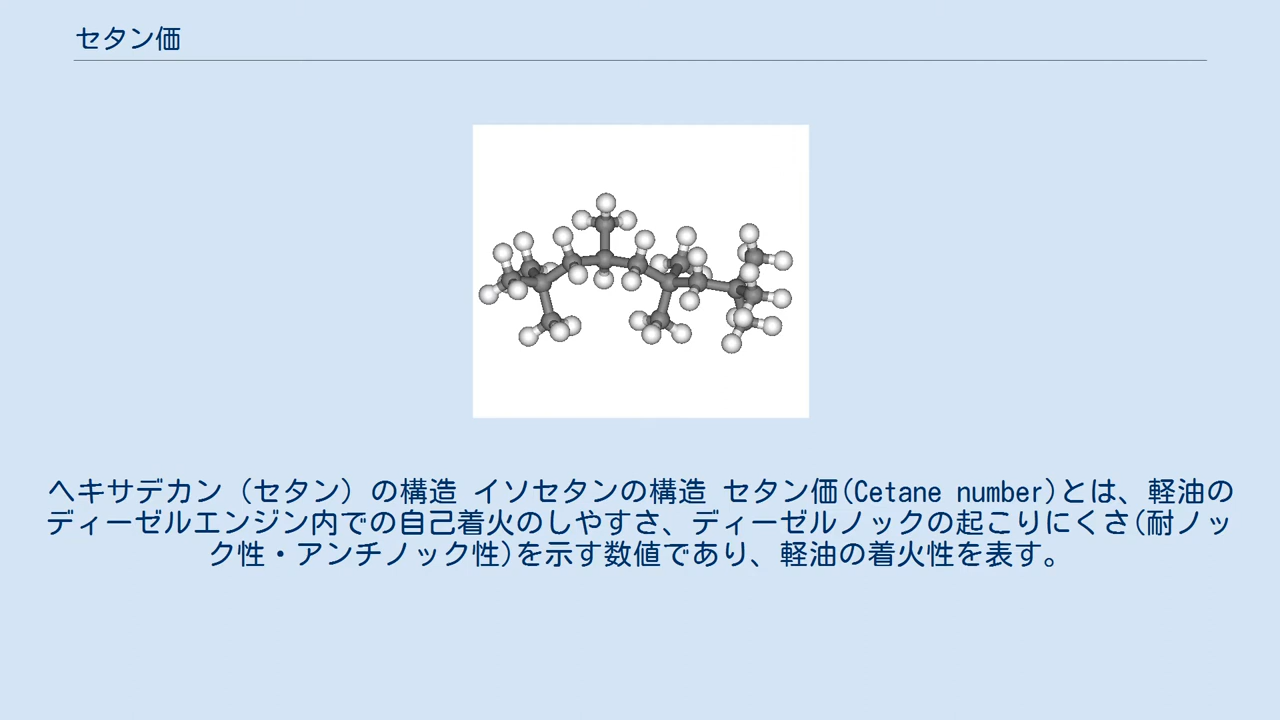 セタン価
ヘキサデカン（セタン）の構造 イソセタンの構造 セタン価(Cetane number)とは、軽油の
ディーゼルエンジン内での自己着火のしやすさ、ディーゼルノックの起こりにくさ(耐ノッ
ク性・アンチノック性)を示す数値であり、軽油の着火性を表す。